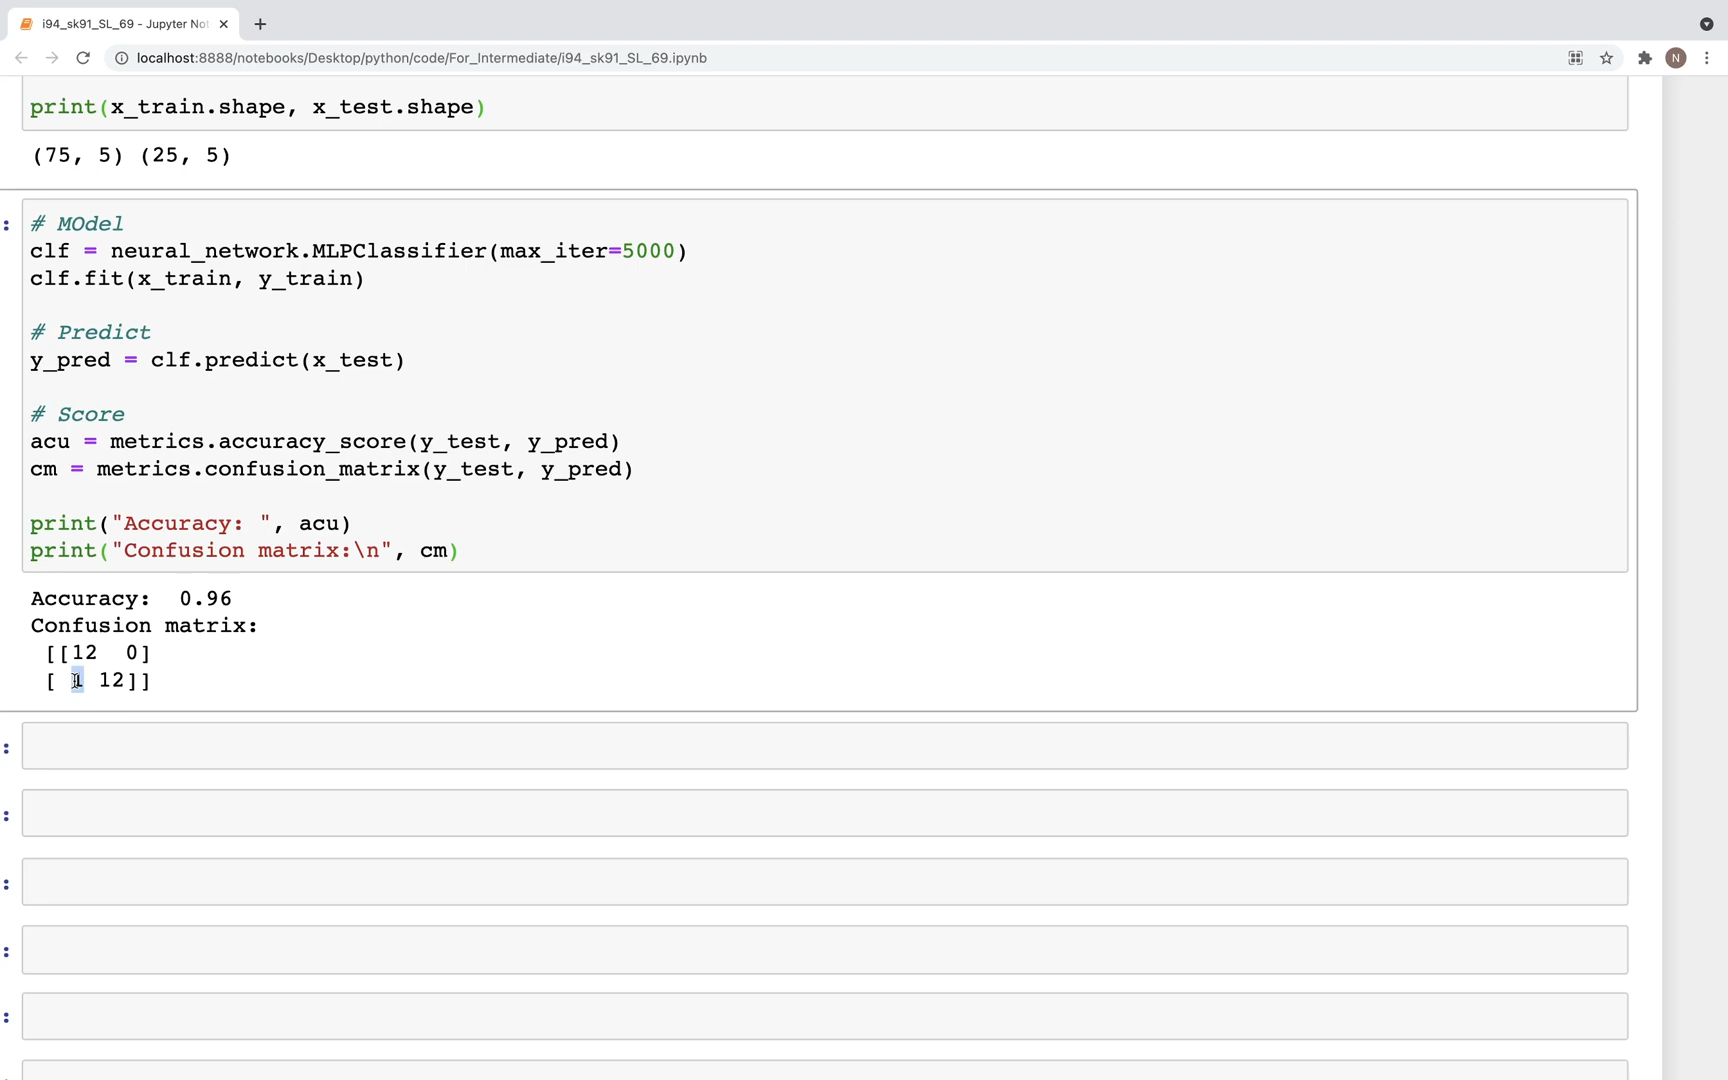 i94_sk91_SL_69 - Jupyter No
localhost:8888/notebooks/Desktop/python/code/For_Intermediate/i94_sk91_SL_69.ipynb
N
print(x_train.shape, x_test.shape)
(75, 5) (25, 5)
: # MOdel
clf = neural_network.MLPClassifier(max_iter=5000)
clf.fit(x_train, y_train)
# Predict
y_pred = clf.predict(x_test)
# Score
acu = metrics.accuracy_score(y_test, y_pred)
cm = metrics.confusion_matrix(y_test, y_pred)
print("Accuracy: ", acu)
print("Confusion matrix:\n", cm)
Accuracy:  0.96
Confusion matrix:
[[12  0]
[ 1 12]]
:
:
:
:
: